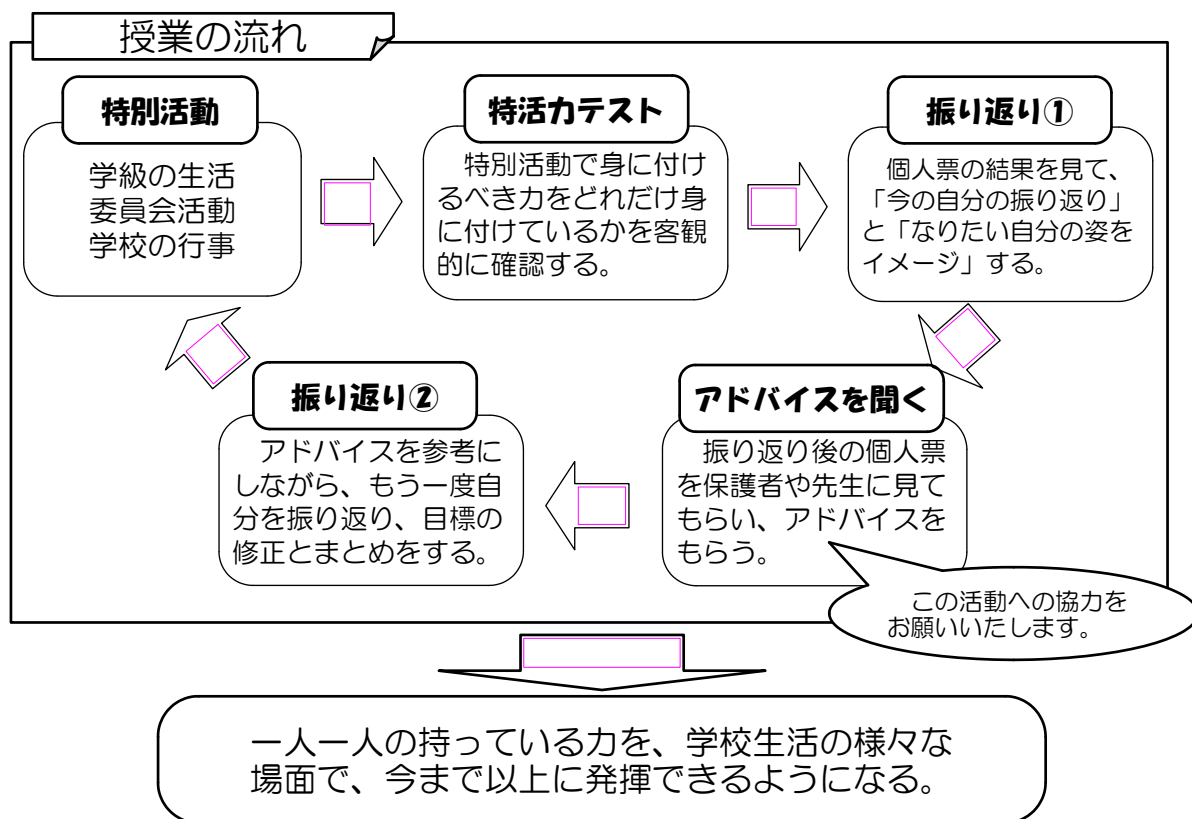 授業の流れ
特別活動
学級の生活
委員会活動
学校の行事
特活力テスト
特別活動で身に付け
るべき力をどれだけ身
に付けているかを客観
的に確認する。
振り返り①
個人票の結果を見て、
「今の自分の振り返り」
と「なりたい自分の姿を
イメージ」する。
アドバイスを聞く
振り返り後の個人票
を保護者や先生に見て
もらい、アドバイスを
もらう。
この活動への協力を
お願いいたします。
振り返り②
アドバイスを参考に
しながら、もう一度自
分を振り返り、目標の
修正とまとめをする。
一人一人の持っている力を、学校生活の様々な
場面で、今まで以上に発揮できるようになる。